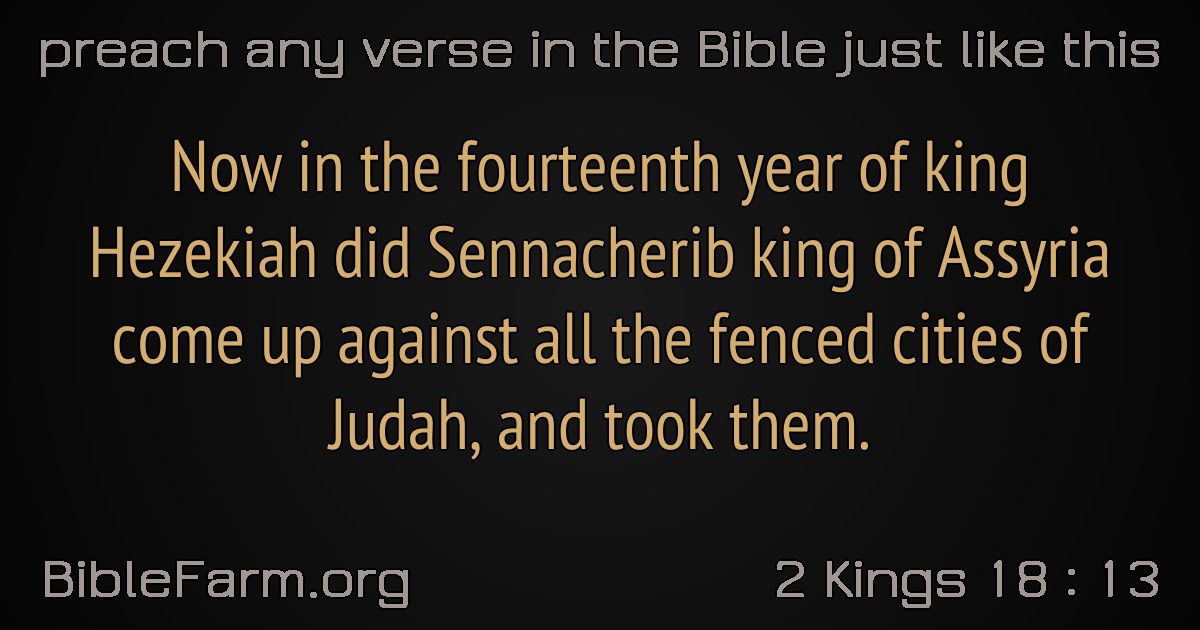 preach any verse in the Bible just like this
Now in the fourteenth year of king
Hezekiah did Sennacherib king of Assyria
come up against all the fenced cities of
Judah, and took them.
BibleFarm.org
2 Kings 18 : 13